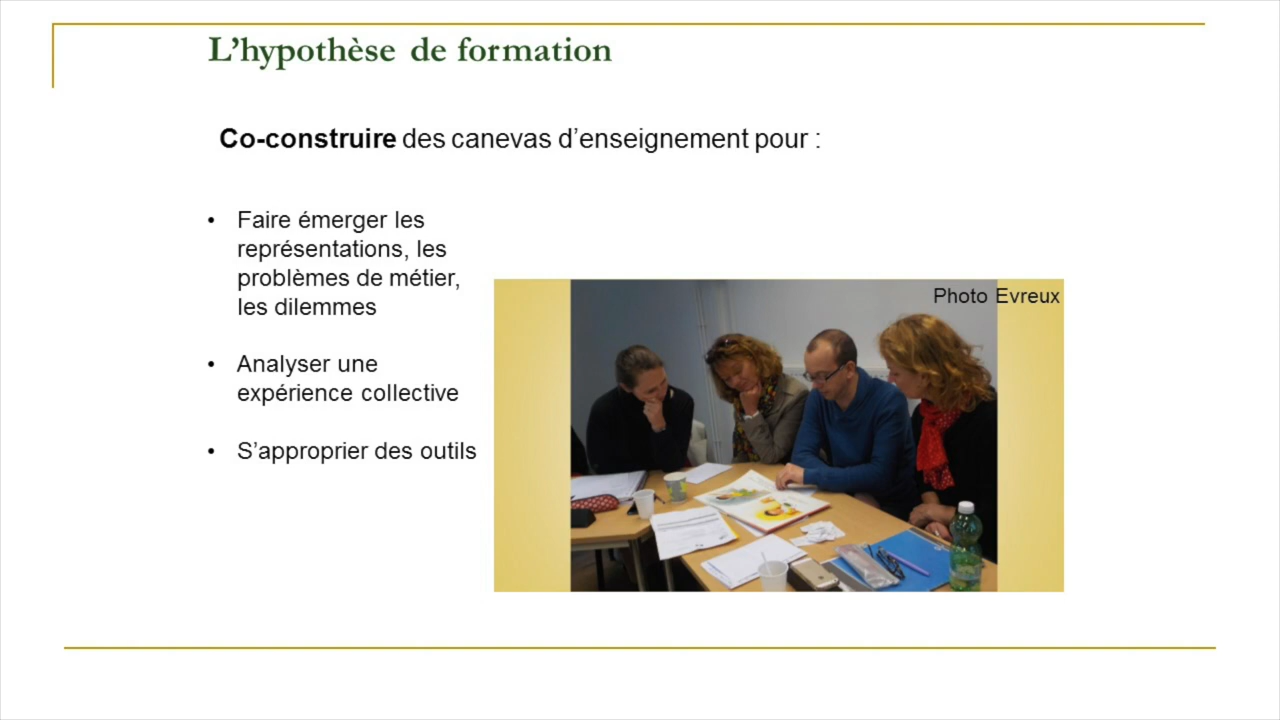 L’hypothèse de formation
Co-construire des canevas d’enseignement pour :
• Faire émerger les
représentations, les
problèmes de métier,
les dilemmes
• Analyser une
expérience collective
• S’approprier des outils
Photo Evreux